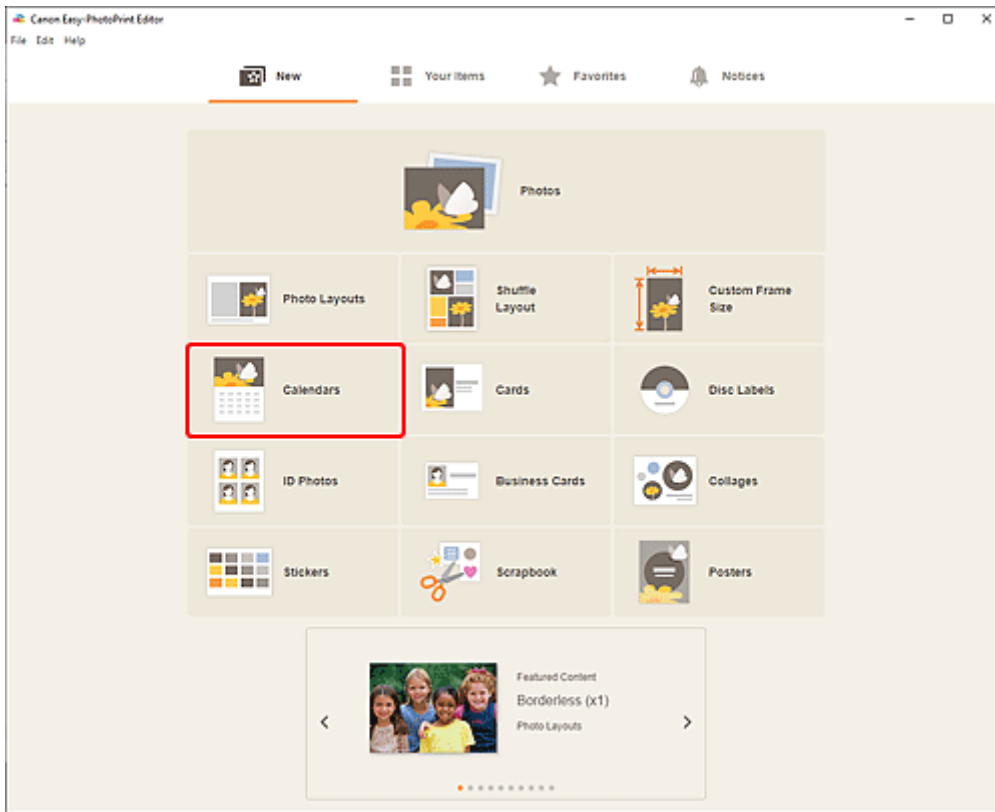 Canon Easy-PhotoPrint Editor
File Edit Help
New
Your Items
Favorites
Notices
Photos
Photo Layouts
Shuffle
Layout
Custom Frame
Size
Calendars
Cards
Disc Labels
ID Photos
Business Cards
Collages
Stickers
Scrapbook
Posters
Featured Content
Borderless (x1)
Photo Layouts